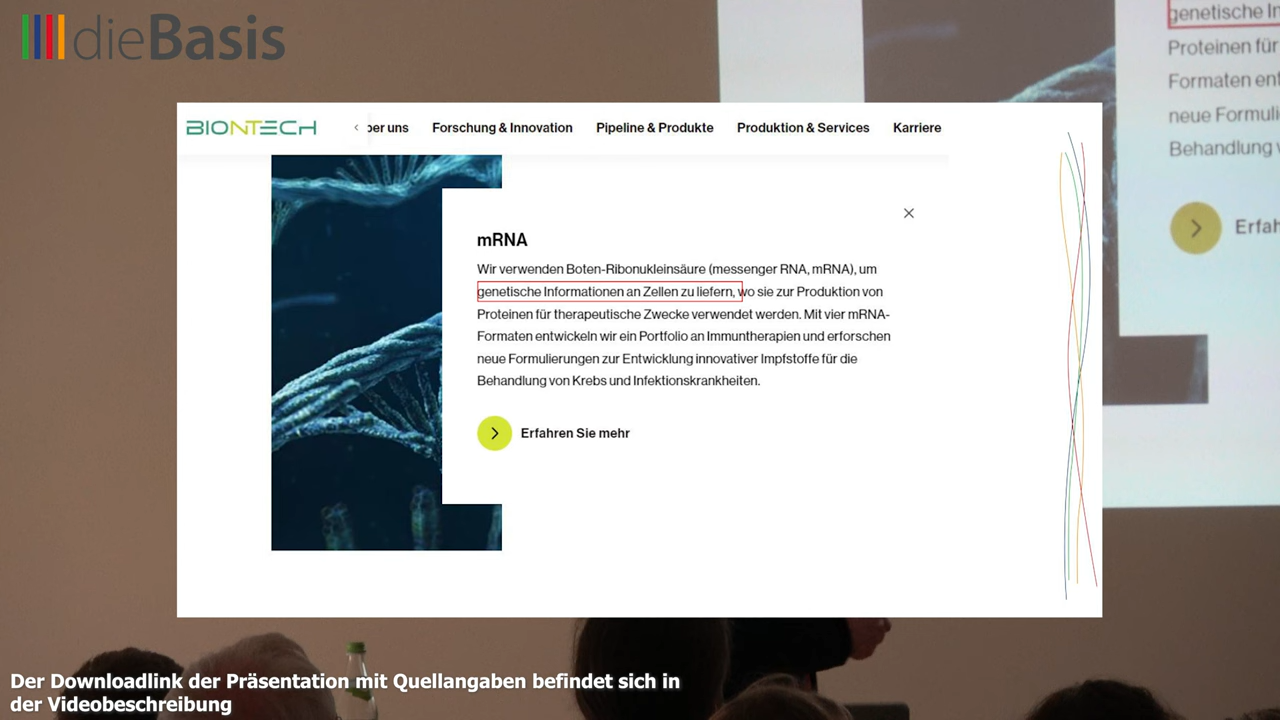 dieBasis
genetische In
Proteinen für
Formaten ent
neue Formuli
Behandlung v
Erfah
BIONTECH
ber uns Forschung & Innovation Pipeline & Produkte Produktion & Services Karriere
mRNA
Wir verwenden Boten-Ribonukleinsäure (messenger RNA, mRNA), um
genetische Informationen an Zellen zu liefern, wo sie zur Produktion von
Proteinen für therapeutische Zwecke verwendet werden. Mit vier mRNA-
Formaten entwickeln wir ein Portfolio an Immuntherapien und erforschen
neue Formulierungen zur Entwicklung innovativer Impfstoffe für die
Behandlung von Krebs und Infektionskrankheiten.
Erfahren Sie mehr
Der Downloadlink der Präsentation mit Quellangaben befindet sich in
der Videobeschreibung